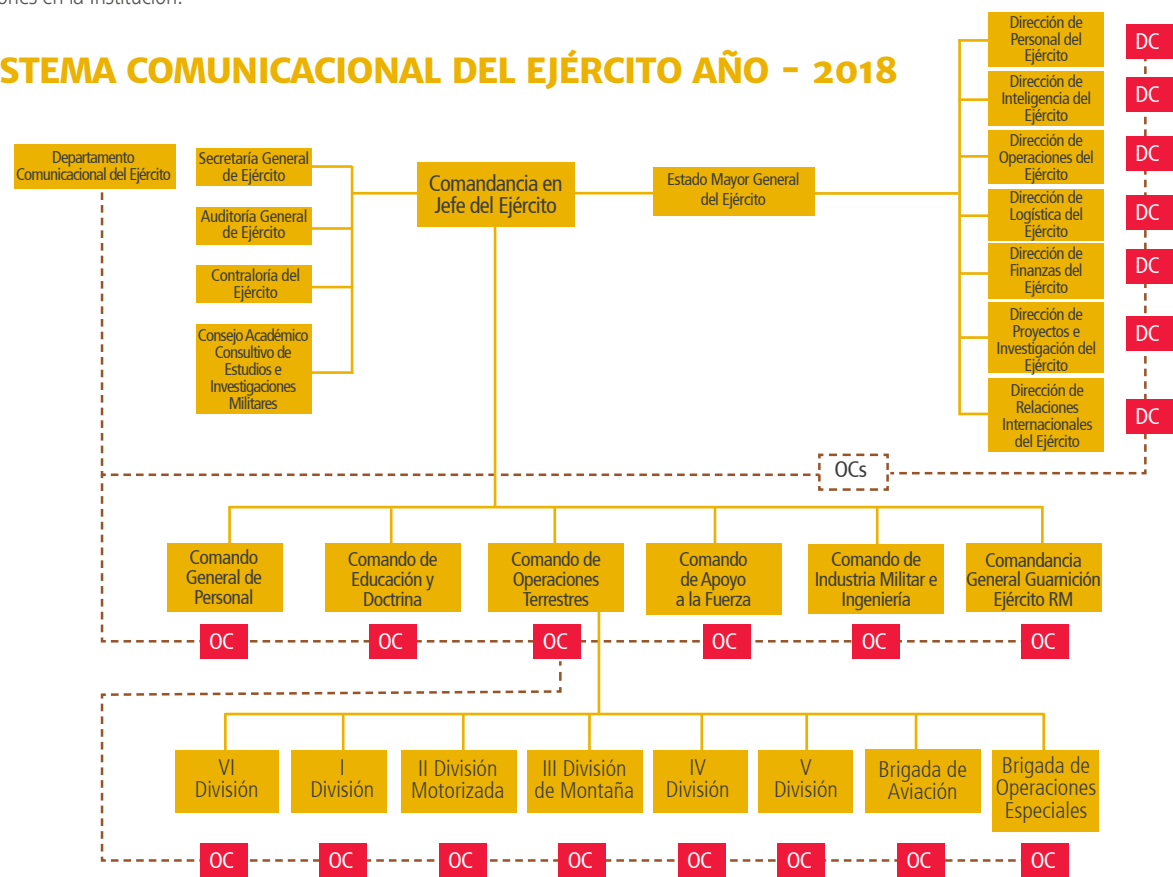 STEMA COMUNICACIONAL DEL EJÉRCITO AÑO - 2018
Departamento
Comunicacional del Ejército
Secretaría General
de Ejército
Auditoría General
de Ejército
Contraloría del
Ejército
Consejo Académico
Consultivo de
Estudios e
Investigaciones
Militares
Comandancia en
Jefe del Ejército
Estado Mayor General
del Ejército
Dirección de
Personal del
Ejército
DC
Dirección de
Inteligencia del
Ejército
DC
Dirección de
Operaciones del
Ejército
DC
Dirección de
Logística del
Ejército
DC
Dirección de
Finanzas del
Ejército
DC
Dirección de
Proyectos e
Investigación del
Ejército
DC
Dirección de
Relaciones
Internacionales
del Ejército
DC
OCs
Comando
General de
Personal
Comando de
Educación y
Doctrina
Comando de
Operaciones
Terrestres
Comando
de Apoyo
a la Fuerza
Comando de
Industria Militar e
Ingeniería
Comandancia
General Guarnición
Ejército RM
OC OC OC OC OC OC
VI
División
I
División
II División
Motorizada
III División
de Montaña
IV
División
V
División
Brigada de
Aviación
Brigada de
Operaciones
Especiales
OC OC OC OC OC OC OC OC